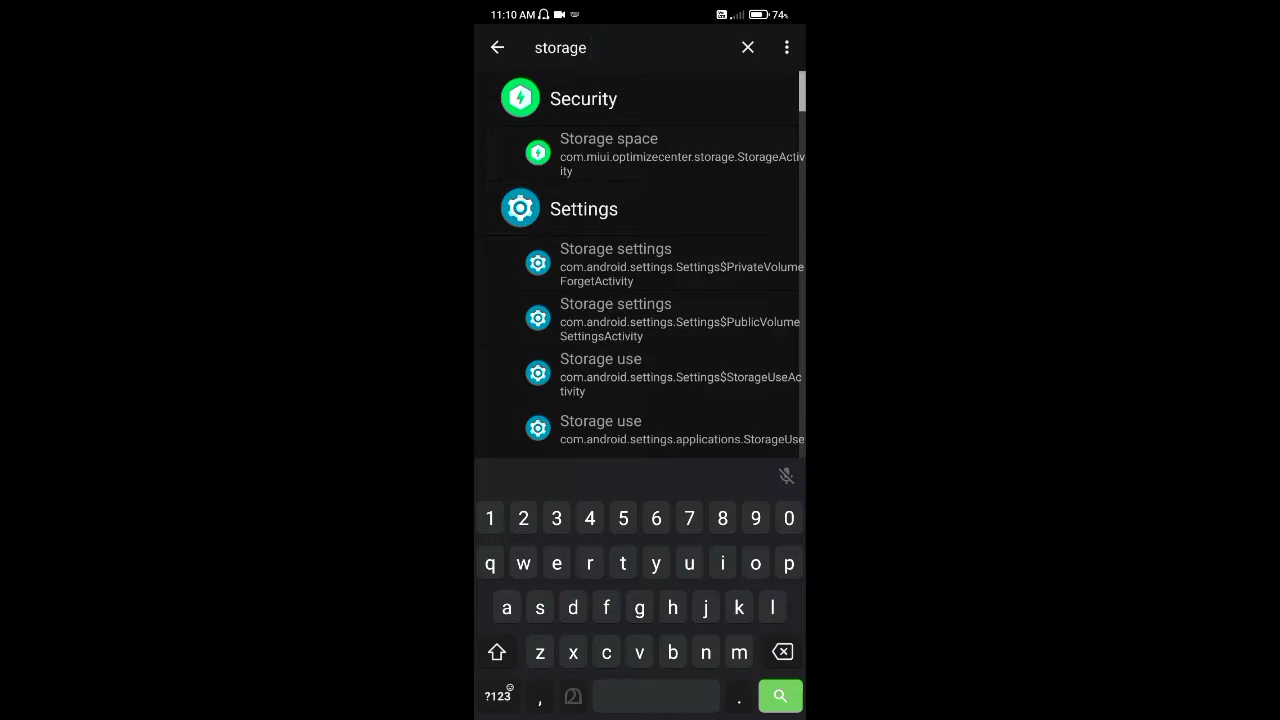 11:10 AM 74%
storage
Security
Storage space
com.miui.optimizecenter.storage.StorageActiv
ity
Settings
Storage settings
com.android.settings.Settings$PrivateVolume
ForgetActivity
Storage settings
com.android.settings.Settings$PublicVolume
SettingsActivity
Storage use
com.android.settings.Settings$StorageUseAc
tivity
Storage use
com.android.settings.applications.StorageUse
1 2 3 4 5 6 7 8 9 0
q w e r t y u i o p
a s d f g h j k l
z x c v b n m
?123 , മ .